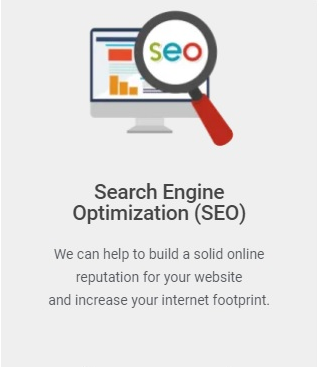 seo
Search Engine
Optimization (SEO)
We can help to build a solid online
reputation for your website
and increase your internet footprint.